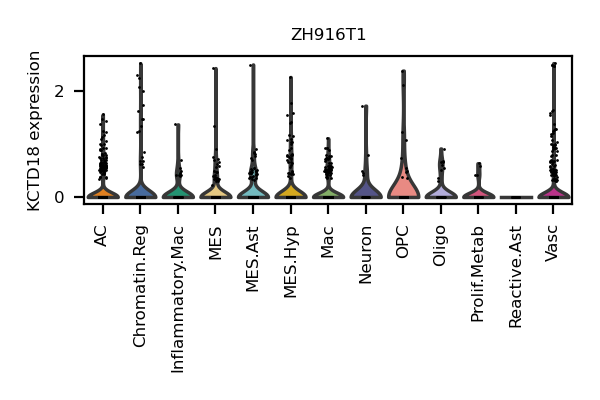 ZH916T1
KCTD18 expression
2
0
AC
Chromatin.Reg
Inflammatory.Mac
MES
MES.Ast
MES.Hyp
Mac
Neuron
OPC
Oligo
Prolif.Metab
Reactive.Ast
Vasc